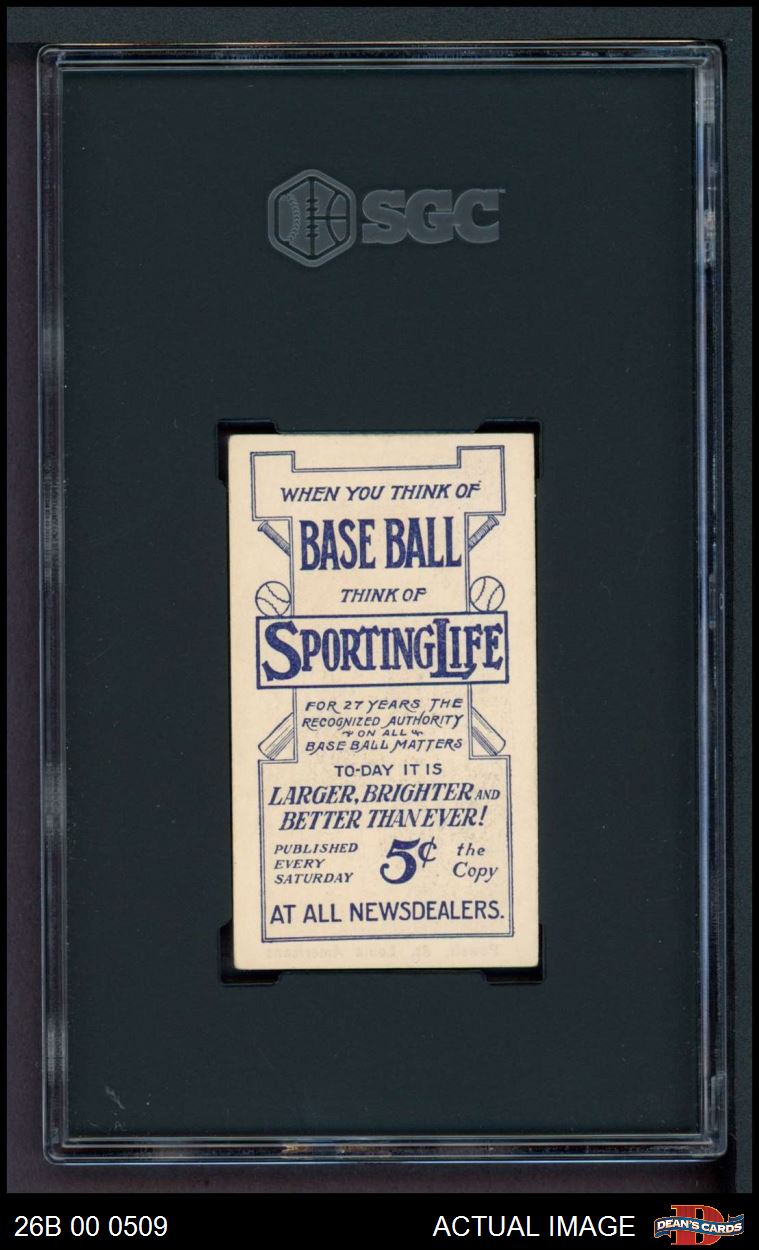 SGC
WHEN YOU THINK OF
BASE BALL
THINK OF
SPORTING LIFE
FOR 27 YEARS THE
RECOGNIZED AUTHORITY
ON ALL
BASE BALL MATTERS
TO-DAY IT IS
LARGER, BRIGHTER AND
BETTER THAN EVER!
PUBLISHED
EVERY
SATURDAY
5¢ the
Copy
AT ALL NEWSDEALERS.
26B 00 0509
ACTUAL IMAGE
DEAN'S CARDS